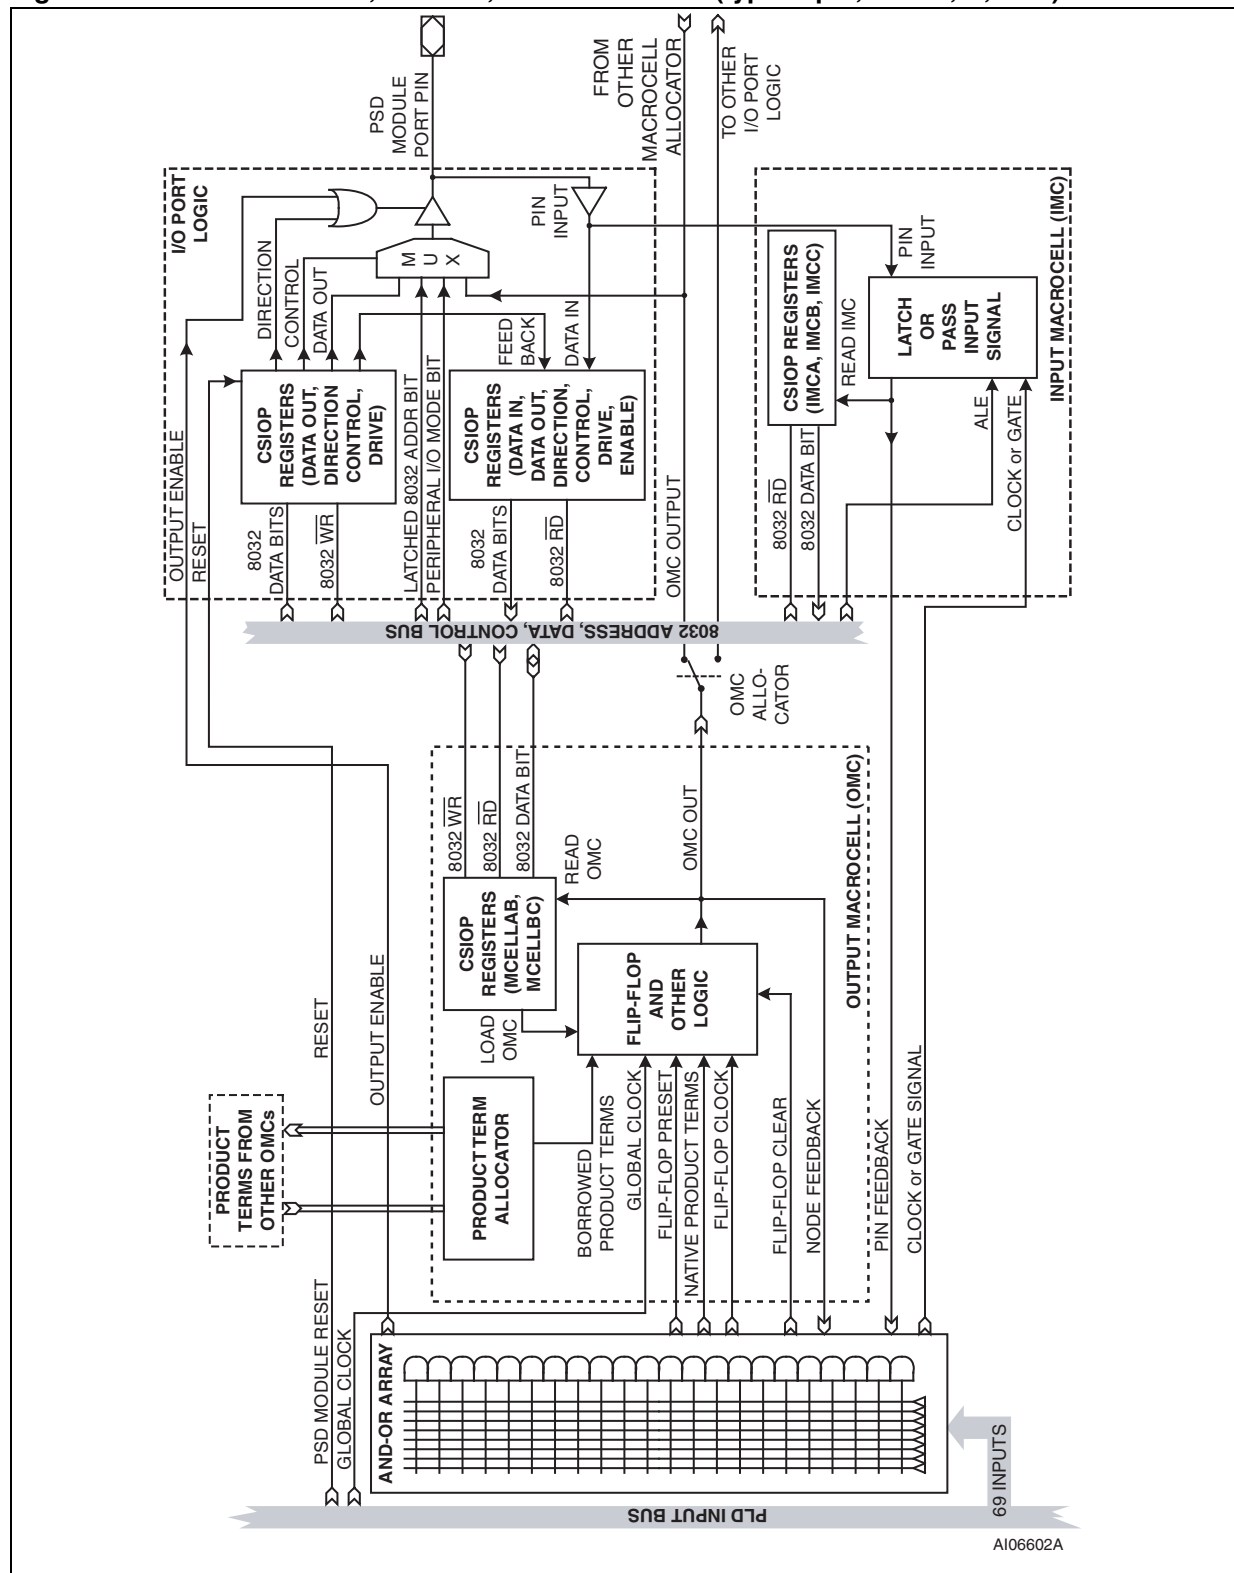 PSD
MODULE
PORT PIN
FROM
OTHER
MACROCELL
ALLOCATOR
TO OTHER
I/O PORT
LOGIC
I/O PORT
LOGIC
DIRECTION
CONTROL
DATA OUT
M
U
X
PIN
INPUT
FEED
BACK
DATA IN
CSIOP
REGISTERS
(DATA OUT,
DIRECTION
CONTROL,
DRIVE)
LATCHED 8032 ADDR BIT
PERIPHERAL I/O MODE BIT
CSIOP
REGISTERS
(DATA IN,
DATA OUT,
DIRECTION,
CONTROL,
DRIVE,
ENABLE)
OUTPUT ENABLE
RESET
8032
DATA BITS
8032 WR
8032
DATA BITS
8032 RD
OMC OUTPUT
INPUT MACROCELL (IMC)
CSIOP REGISTERS
(IMCA, IMCB, IMCC)
READ IMC
PIN
INPUT
LATCH
OR
PASS
INPUT
SIGNAL
ALE
CLOCK or GATE
8032 RD
8032 DATA BIT
8032 ADDRESS, DATA, CONTROL BUS
OMC
ALLO-
CATOR
OUTPUT MACROCELL (OMC)
8032 WR
8032 RD
8032 DATA BIT
CSIOP
REGISTERS
(MCELLAB,
MCELLBC)
READ
OMC
OMC OUT
LOAD
OMC
FLIP-FLOP
AND
OTHER
LOGIC
RESET
OUTPUT ENABLE
PRODUCT
TERMS FROM
OTHER OMCs
PRODUCT TERM
ALLOCATOR
BORROWED
PRODUCT TERMS
GLOBAL CLOCK
FLIP-FLOP PRESET
NATIVE PRODUCT TERMS
FLIP-FLOP CLOCK
FLIP-FLOP CLEAR
NODE FEEDBACK
PIN FEEDBACK
CLOCK or GATE SIGNAL
PSD MODULE RESET
GLOBAL CLOCK
AND-OR ARRAY
PLD INPUT BUS
69 INPUTS
AI06602A